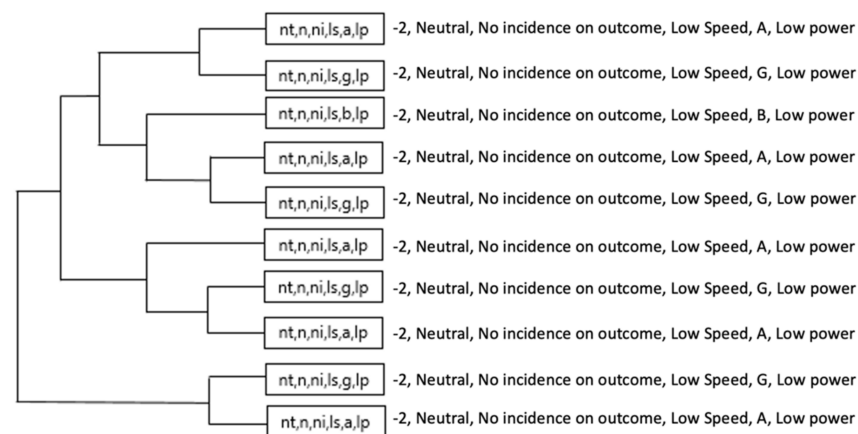 nt,n,ni,ls,a,lp -2, Neutral, No incidence on outcome, Low Speed, A, Low power
nt,n,ni,ls,g,lp -2, Neutral, No incidence on outcome, Low Speed, G, Low power
nt,n,ni,ls,b,lp -2, Neutral, No incidence on outcome, Low Speed, B, Low power
nt,n,ni,ls,a,lp -2, Neutral, No incidence on outcome, Low Speed, A, Low power
nt,n,ni,ls,g,lp -2, Neutral, No incidence on outcome, Low Speed, G, Low power
nt,n,ni,ls,a,lp -2, Neutral, No incidence on outcome, Low Speed, A, Low power
nt,n,ni,ls,g,lp -2, Neutral, No incidence on outcome, Low Speed, G, Low power
nt,n,ni,ls,a,lp -2, Neutral, No incidence on outcome, Low Speed, A, Low power
nt,n,ni,ls,g,lp -2, Neutral, No incidence on outcome, Low Speed, G, Low power
nt,n,ni,ls,a,lp -2, Neutral, No incidence on outcome, Low Speed, A, Low power